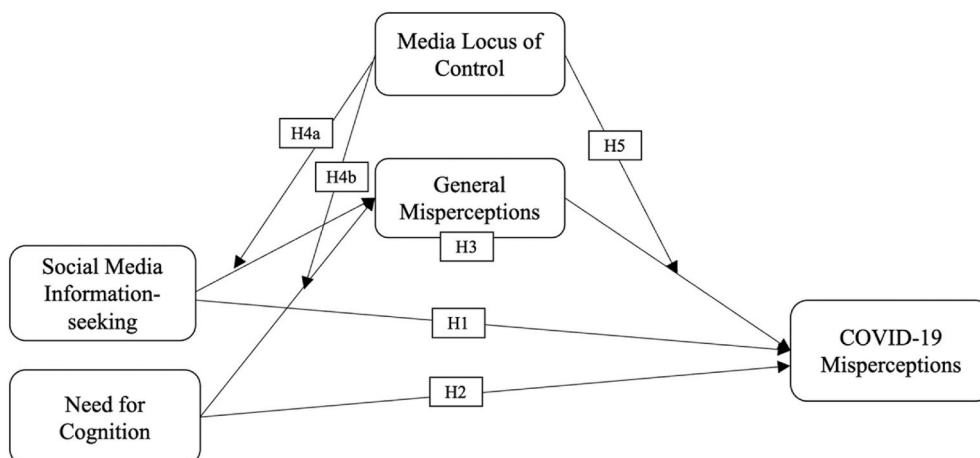 Media Locus of
Control
H4a
H5
H4b
General
Misperceptions
H3
Social Media
Information-
seeking
H1
COVID-19
Misperceptions
H2
Need for
Cognition